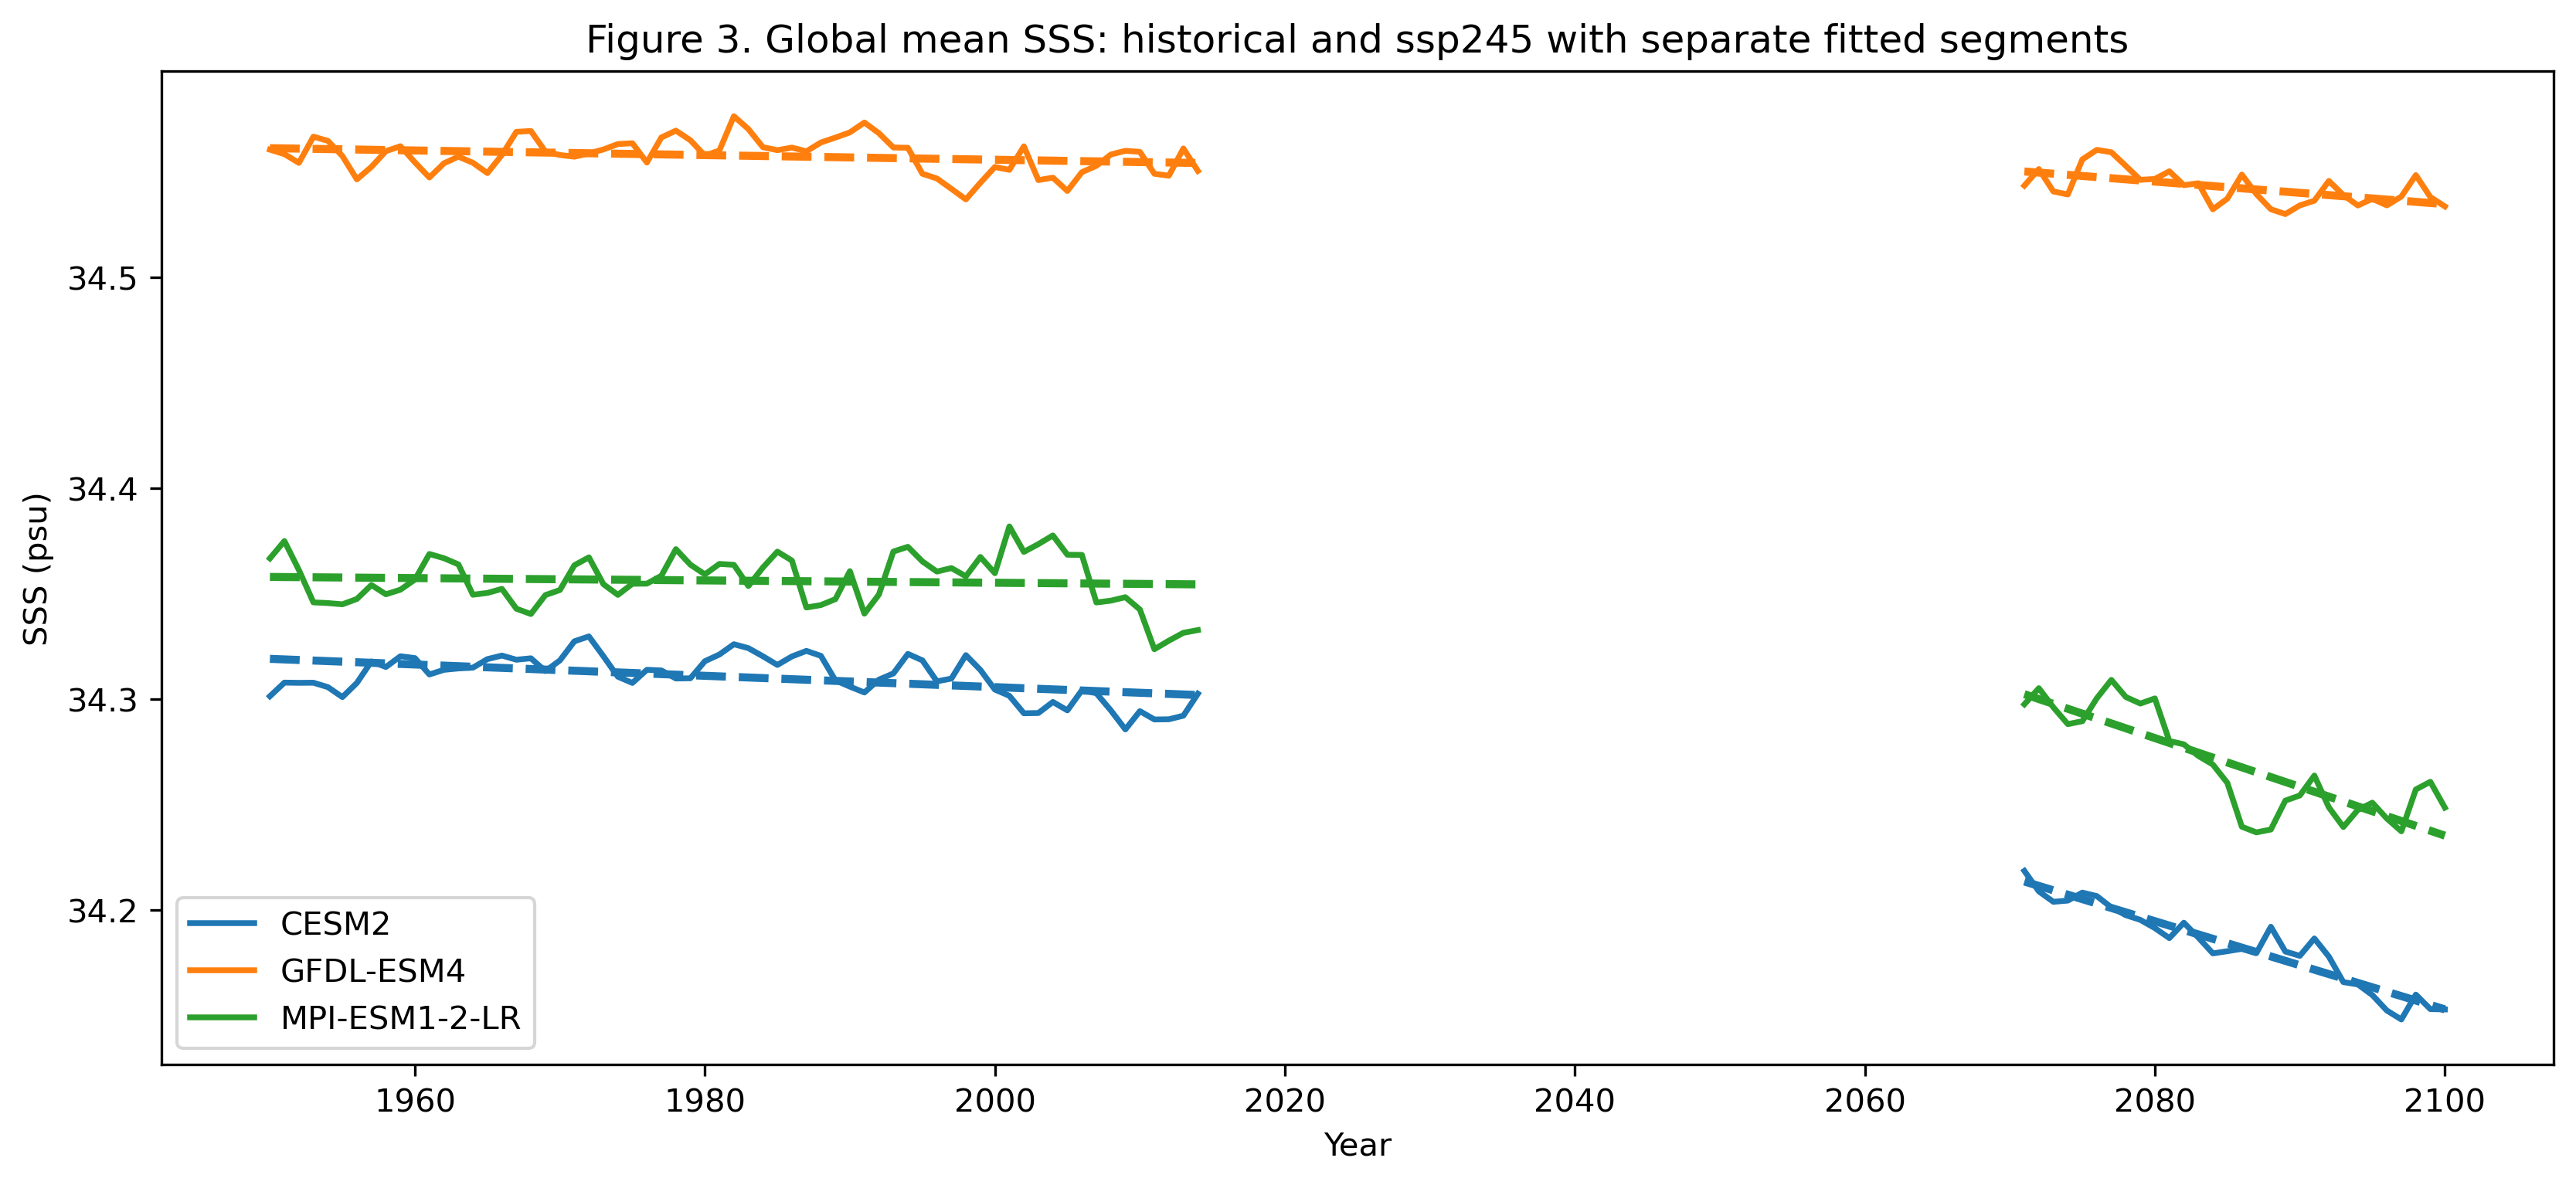 Figure 3. Global mean SSS: historical and ssp245 with separate fitted segments
SSS (psu)
34.5
34.4
34.3
34.2
CESM2
GFDL-ESM4
MPI-ESM1-2-LR
1960 1980 2000 2020 2040 2060 2080 2100
Year